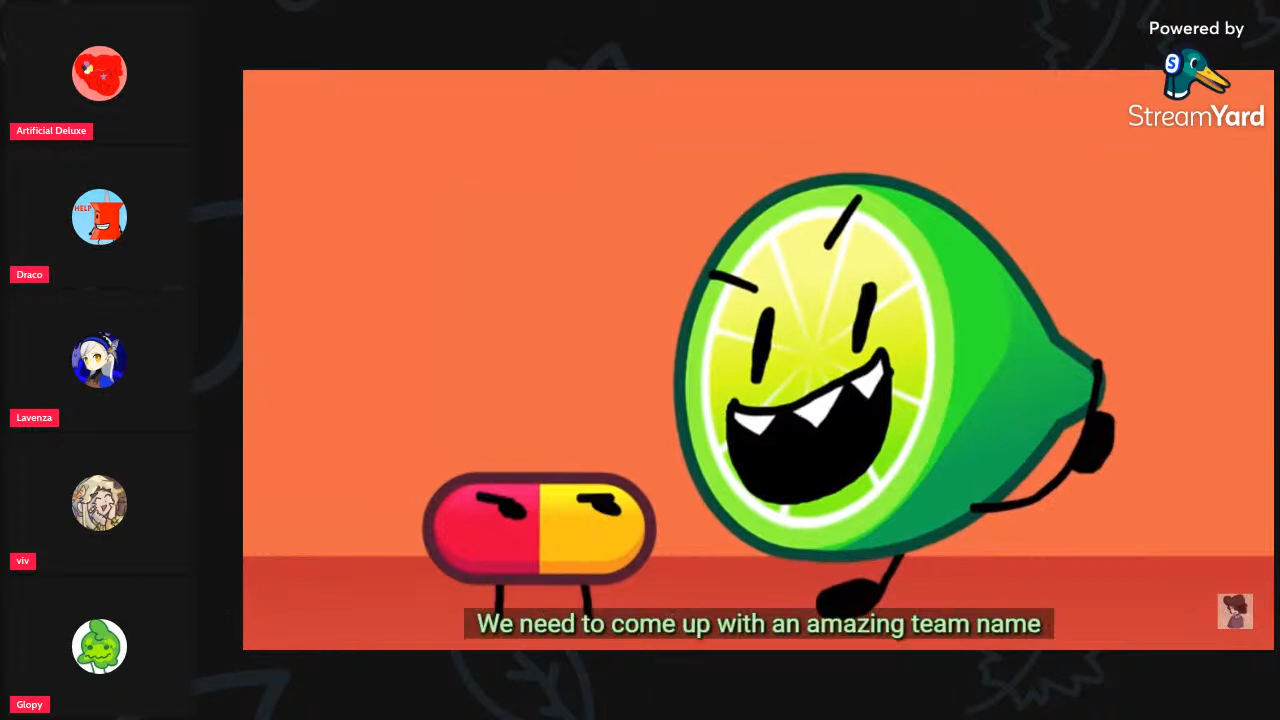 Powered by
S
StreamYard
Artificial Deluxe
HELP
Draco
Lavenza
viv
Glopy
We need to come up with an amazing team name